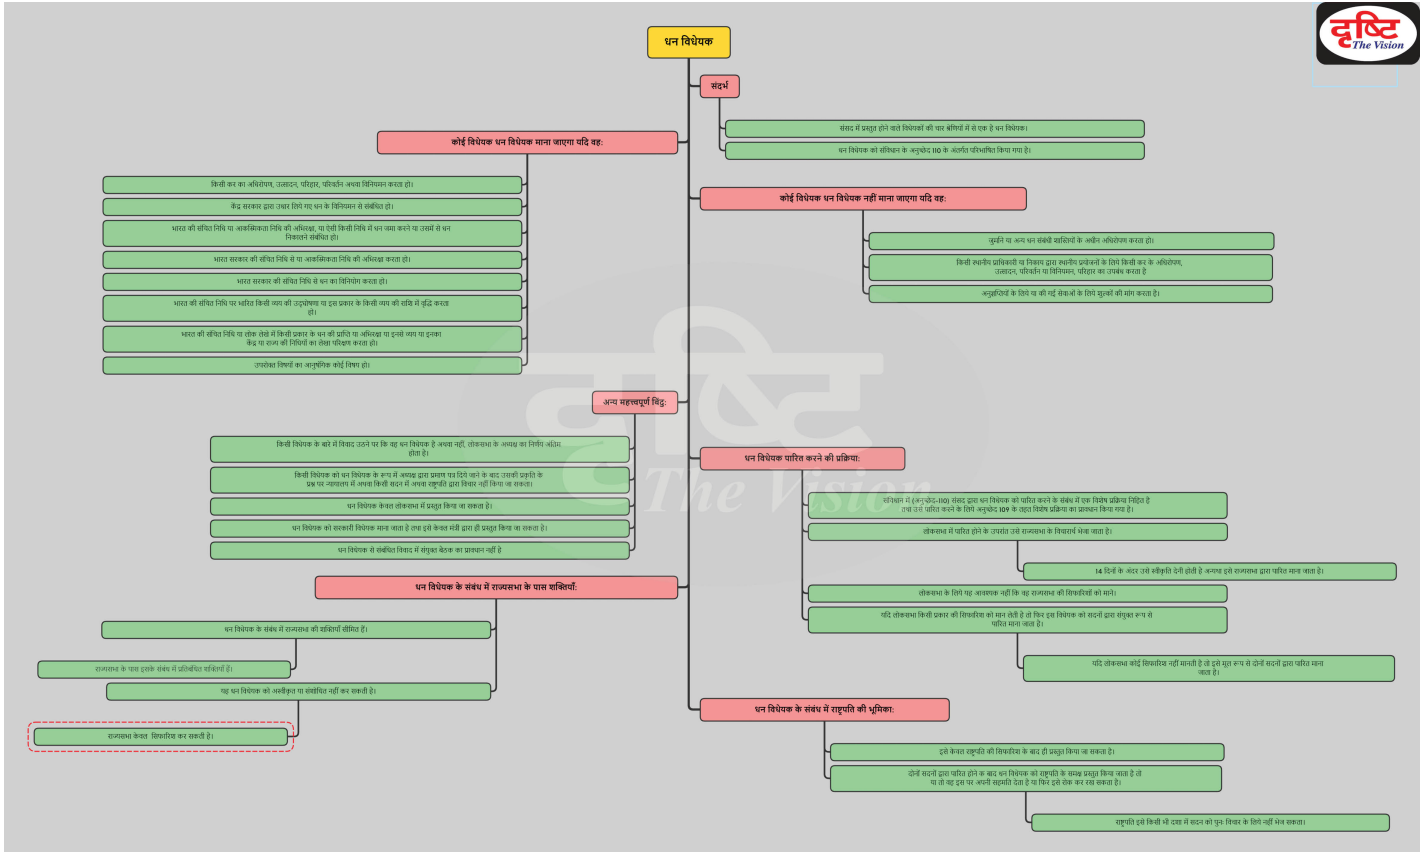 धन विधेयक
दृष्टि
The Vision
संदर्भ
संसद में प्रस्तुत होने वाले विधेयकों की चार श्रेणियों में से एक है धन विधेयक।
धन विधेयक को संविधान के अनुच्छेद 110 के अंतर्गत परिभाषित किया गया है।
कोई विधेयक धन विधेयक माना जाएगा यदि वह:
किसी कर का अधिरोपण, उत्सादन, परिहार, परिवर्तन अथवा विनियमन करता हो।
केंद्र सरकार द्वारा उधार लिये गए धन के विनियमन से संबंधित हो।
भारत की संचित निधि या आकस्मिकता निधि की अभिरक्षा, या ऐसी किसी निधि में धन जमा करने या उसमें से धन
निकालने संबंधित हो।
भारत सरकार की संचित निधि से या आकस्मिकता निधि की अभिरक्षा करता हो।
भारत सरकार की संचित निधि से धन का विनियोग करता हो।
भारत की संचित निधि पर भारित किसी व्यय की उद्घोषणा या इस प्रकार के किसी व्यय की राशि में वृद्धि करता
हो।
भारत की संचित निधि या लोक लेखे में किसी प्रकार के धन की प्राप्ति या अभिरक्षा या इनसे व्यय या इनका
केंद्र या राज्य की निधियों का लेखा परिक्षण करता हो।
उपरोक्त विषयों का आनुषंगिक कोई विषय हो।
कोई विधेयक धन विधेयक नहीं माना जाएगा यदि वह:
जुर्माने या अन्य धन संबंधी शास्तियों के अधीन अधिरोपण करता हो।
किसी स्थानीय प्राधिकारी या निकाय द्वारा स्थानीय प्रयोजनों के लिये किसी कर के अधिरोपण,
उत्सादन, परिवर्तन या विनियमन, परिहार का उपबंध करता है
अनुज्ञप्तियों के लिये या की गई सेवाओं के लिये शुल्कों की मांग करता है।
अन्य महत्त्वपूर्ण बिंदु:
किसी विधेयक के बारे में विवाद उठने पर कि वह धन विधेयक है अथवा नहीं, लोकसभा के अध्यक्ष का निर्णय अंतिम
होता है।
किसी विधेयक को धन विधेयक के रूप में अध्यक्ष द्वारा प्रमाण पत्र दिये जाने के बाद उसकी प्रकृति के
प्रश्न पर न्यायालय में अथवा किसी सदन में अथवा राष्ट्रपति द्वारा विचार नहीं किया जा सकता।
धन विधेयक केवल लोकसभा में प्रस्तुत किया जा सकता है।
धन विधेयक को सरकारी विधेयक माना जाता है तथा इसे केवल मंत्री द्वारा ही प्रस्तुत किया जा सकता है।
धन विधेयक से संबंधित विवाद में संयुक्त बैठक का प्रावधान नहीं है
धन विधेयक पारित करने की प्रक्रिया:
संविधान में (अनुच्छेद-110) संसद द्वारा धन विधेयक को पारित करने के संबंध में एक विशेष प्रक्रिया निहित है
तथा उसे पारित करने के लिये अनुच्छेद 109 के तहत विशेष प्रक्रिया का प्रावधान किया गया है।
लोकसभा में पारित होने के उपरांत उसे राज्यसभा के विचारार्थ भेजा जाता है।
14 दिनों के अंदर उसे स्वीकृति देनी होती है अन्यथा इसे राज्यसभा द्वारा पारित माना जाता है।
लोकसभा के लिये यह आवश्यक नहीं कि वह राज्यसभा की सिफारिशों को माने।
यदि लोकसभा किसी प्रकार की सिफारिश को मान लेती है तो फिर इस विधेयक को सदनों द्वारा संयुक्त रूप से
पारित माना जाता है।
यदि लोकसभा कोई सिफारिश नहीं मानती है तो इसे मूल रूप से दोनों सदनों द्वारा पारित माना
जाता है।
धन विधेयक के संबंध में राज्यसभा के पास शक्तियाँ:
धन विधेयक के संबंध में राज्यसभा की शक्तियाँ सीमित हैं।
राज्यसभा के पास इसके संबंध में प्रतिबंधित शक्तियाँ हैं।
यह धन विधेयक को अस्वीकृत या संशोधित नहीं कर सकती है।
राज्यसभा केवल सिफारिश कर सकती है।
धन विधेयक के संबंध में राष्ट्रपति की भूमिका:
इसे केवल राष्ट्रपति की सिफारिश के बाद ही प्रस्तुत किया जा सकता है।
दोनों सदनों द्वारा पारित होने क बाद धन विधेयक को राष्ट्रपति के समक्ष प्रस्तुत किया जाता है तो
या तो वह इस पर अपनी सहमति देता है या फिर इसे रोक कर रख सकता है।
राष्ट्रपति इसे किसी भी दशा में सदन को पुनः विचार के लिये नहीं भेज सकता।
दृष्टि
The Vision